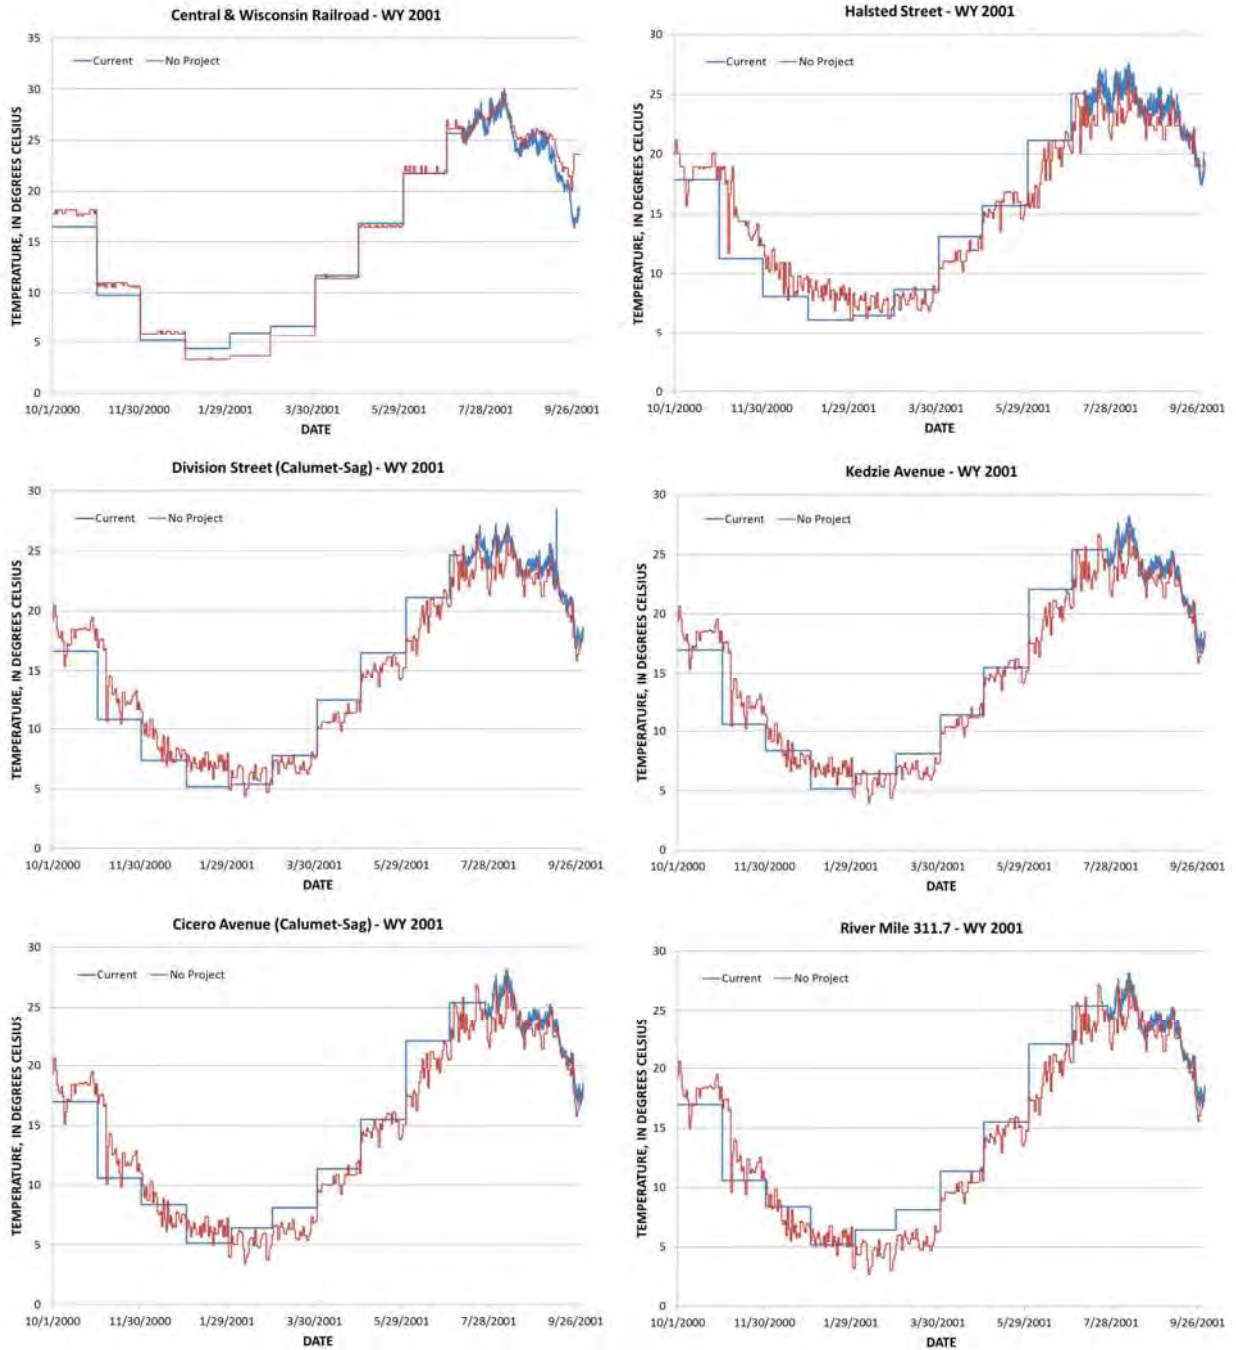 Central & Wisconsin Railroad - WY 2001
TEMPERATURE, IN DEGREES CELSIUS
35
30
25
20
15
10
5
0
Current No Project
10/1/2000 11/30/2000 1/29/2001 3/30/2001 5/29/2001 7/28/2001 9/26/2001
DATE
Halsted Street - WY 2001
TEMPERATURE, IN DEGREES CELCIUS
30
25
20
15
10
5
0
Current No Project
10/1/2000 11/30/2000 1/29/2001 3/30/2001 5/29/2001 7/28/2001 9/26/2001
DATE
Division Street (Calumet-Sag) - WY 2001
TEMPERATURE, IN DEGREES CELSIUS
30
25
20
15
10
5
0
Current No Project
10/1/2000 11/30/2000 1/29/2001 3/30/2001 5/29/2001 7/28/2001 9/26/2001
DATE
Kedzie Avenue - WY 2001
TEMPERATURE, IN DEGREES CELSIUS
30
25
20
15
10
5
0
Current No Project
10/1/2000 11/30/2000 1/29/2001 3/30/2001 5/29/2001 7/28/2001 9/26/2001
DATE
Cicero Avenue (Calumet-Sag) - WY 2001
TEMPERATURE, IN DEGREES CELSIUS
30
25
20
15
10
5
0
Current No Project
10/1/2000 11/30/2000 1/29/2001 3/30/2001 5/29/2001 7/28/2001 9/26/2001
DATE
River Mile 311.7 - WY 2001
TEMPERATURE, IN DEGREES CELSIUS
30
25
20
15
10
5
0
Current No Project
10/1/2000 11/30/2000 1/29/2001 3/30/2001 5/29/2001 7/28/2001 9/26/2001
DATE